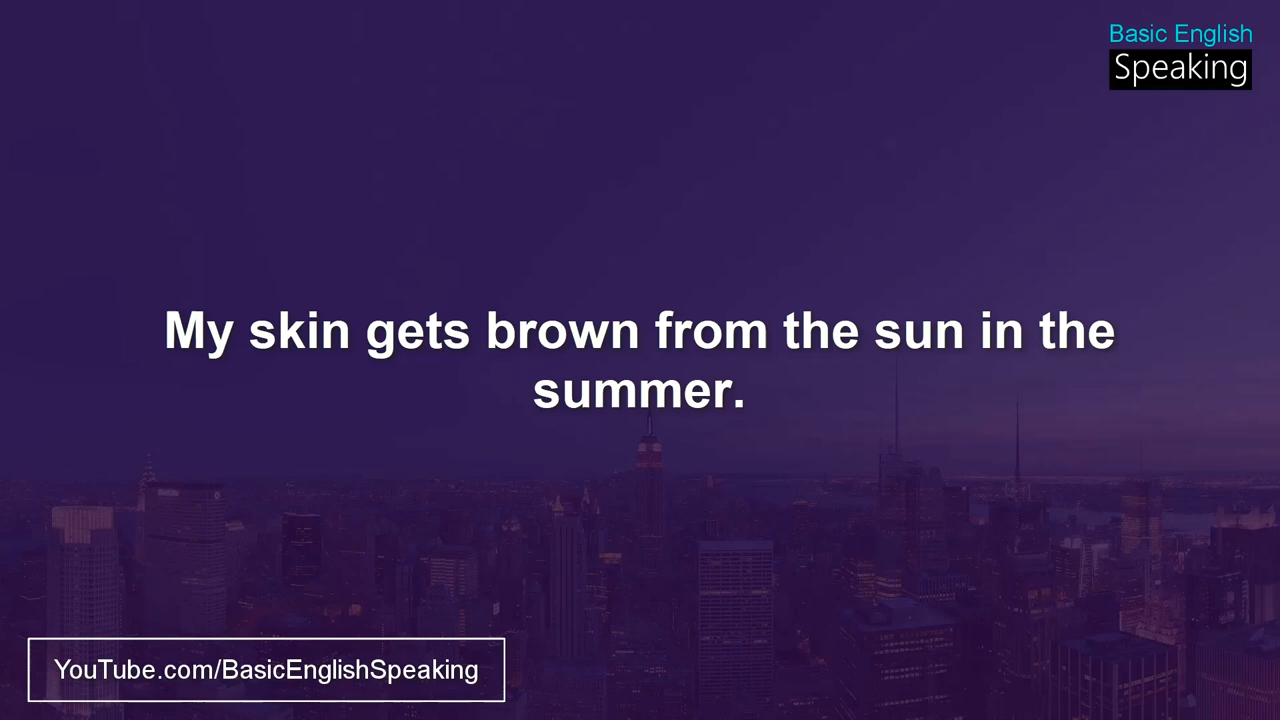 Basic English
Speaking
My skin gets brown from the sun in the
summer.
YouTube.com/BasicEnglishSpeaking